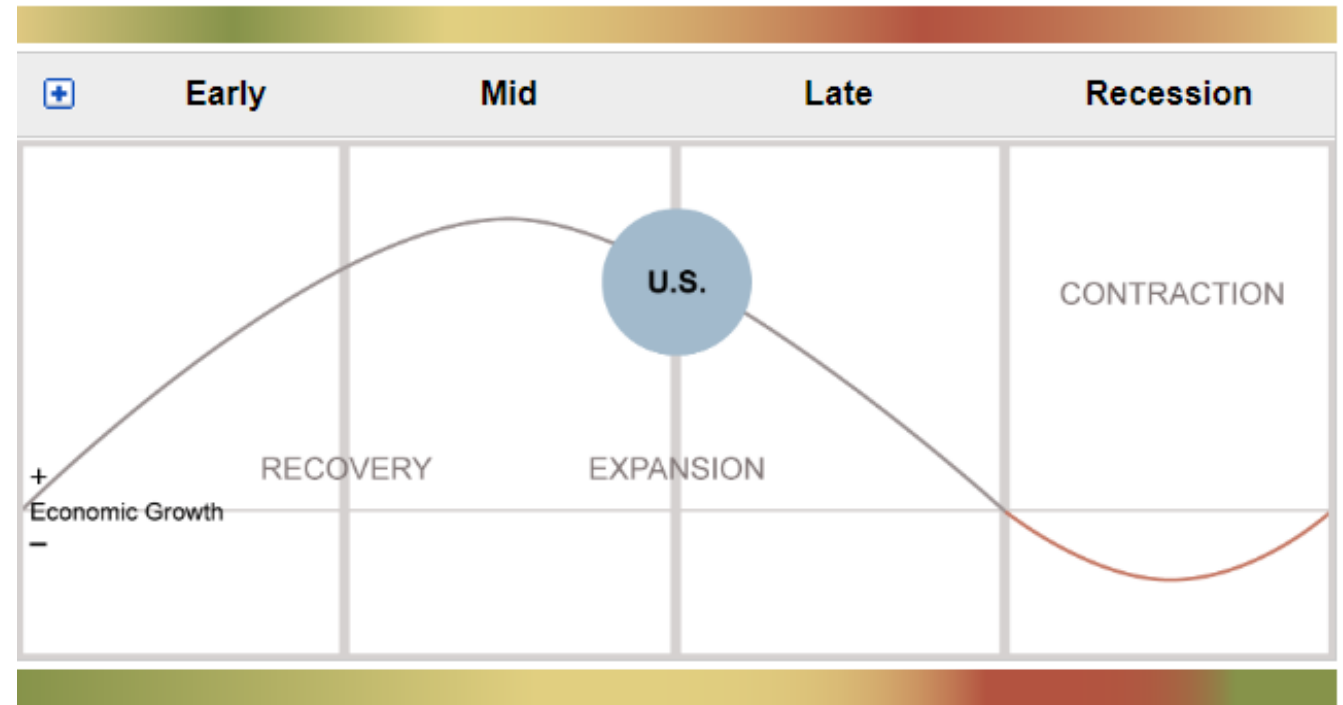 Early Mid Late Recession
U.S.
CONTRACTION
RECOVERY EXPANSION
+
Economic Growth
–